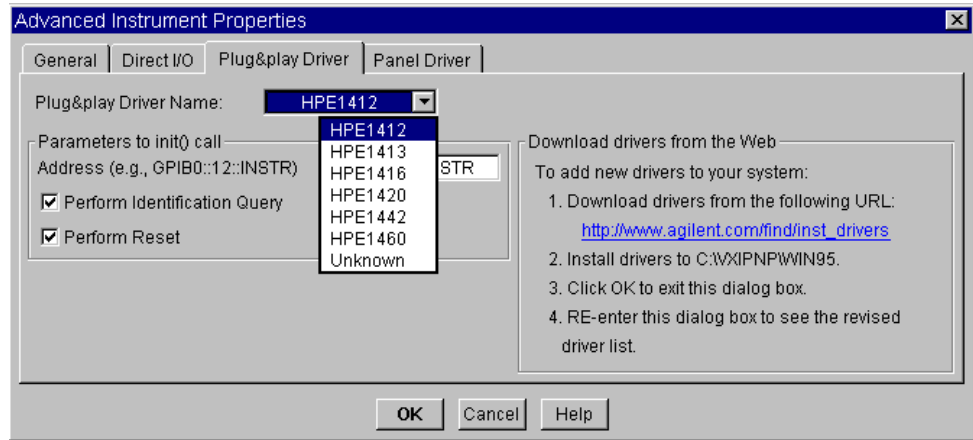 Advanced Instrument Properties
General Direct I/O Plug&play Driver Panel Driver
Plug&play Driver Name: HPE1412
HPE1412
HPE1413
HPE1416
HPE1420
HPE1442
HPE1460
Unknown
Parameters to init() call
Address (e.g., GPIB0::12::INSTR) STR
Perform Identification Query
Perform Reset
Download drivers from the Web
To add new drivers to your system:
1. Download drivers from the following URL:
http://www.agilent.com/find/inst_drivers
2. Install drivers to C:\VXIPNP\WIN95.
3. Click OK to exit this dialog box.
4. RE-enter this dialog box to see the revised
driver list.
OK Cancel Help